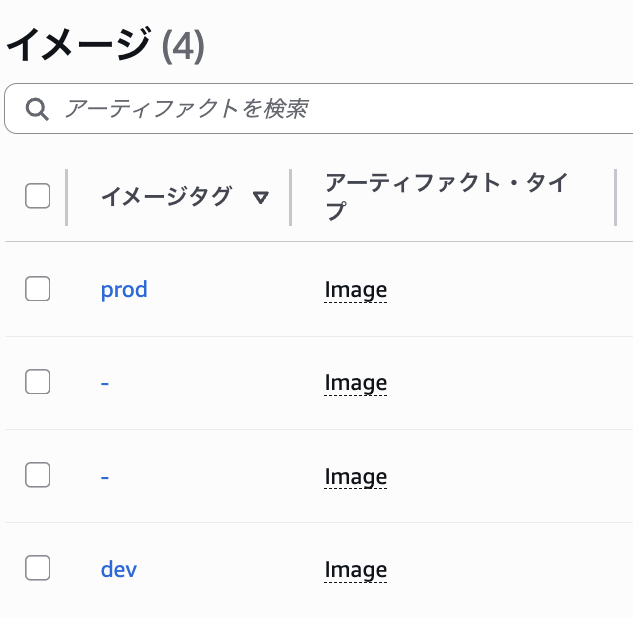 イメージ (4)
アーティファクトを検索
イメージタグ
アーティファクト・タイ
プ
prod
Image
-
Image
-
Image
dev
Image